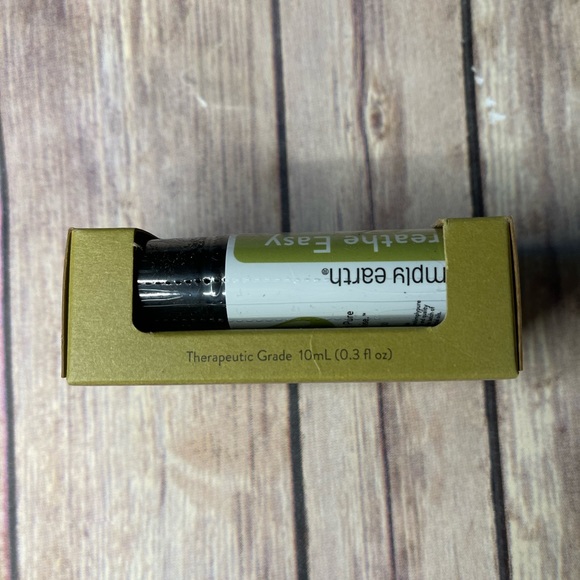 reathe Easy
mply earth®
Therapeutic Grade 10mL (0.3 fl oz)